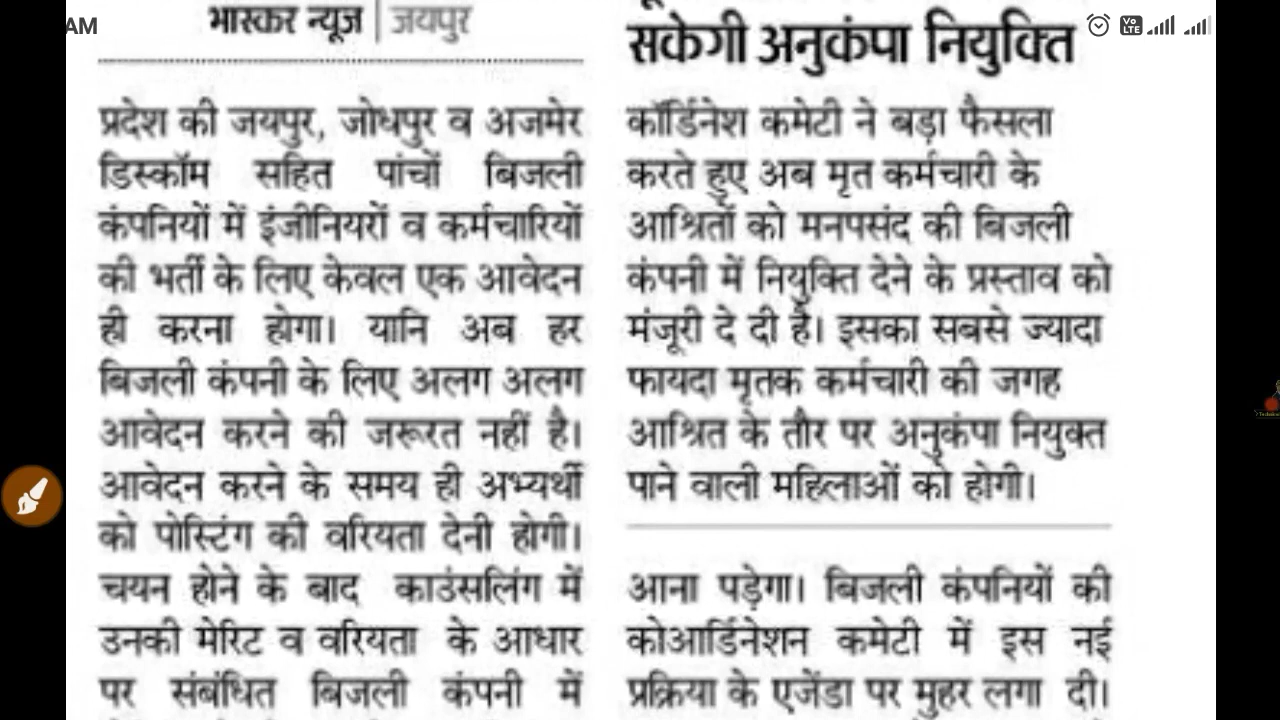 AM
भास्कर न्यूज | जयपुर
प्रदेश की जयपुर, जोधपुर व अजमेर
डिस्कॉम सहित पांचों बिजली
कंपनियों में इंजीनियरों व कर्मचारियों
की भर्ती के लिए केवल एक आवेदन
ही करना होगा। यानि अब हर
बिजली कंपनी के लिए अलग अलग
आवेदन करने की जरूरत नहीं है।
आवेदन करने के समय ही अभ्यर्थी
को पोस्टिंग की वरियता देनी होगी।
चयन होने के बाद काउंसलिंग में
उनकी मेरिट व वरियता के आधार
पर संबंधित बिजली कंपनी में
सकेगी अनुकंपा नियुक्ति
कॉर्डिनेश कमेटी ने बड़ा फैसला
करते हुए अब मृत कर्मचारी के
आश्रितों को मनपसंद की बिजली
कंपनी में नियुक्ति देने के प्रस्ताव को
मंजूरी दे दी है। इसका सबसे ज्यादा
फायदा मृतक कर्मचारी की जगह
आश्रित के तौर पर अनुकंपा नियुक्त
पाने वाली महिलाओं को होगी।
आना पड़ेगा। बिजली कंपनियों की
कोआर्डिनेशन कमेटी में इस नई
प्रक्रिया के एजेंडा पर मुहर लगा दी।
Vo LTE